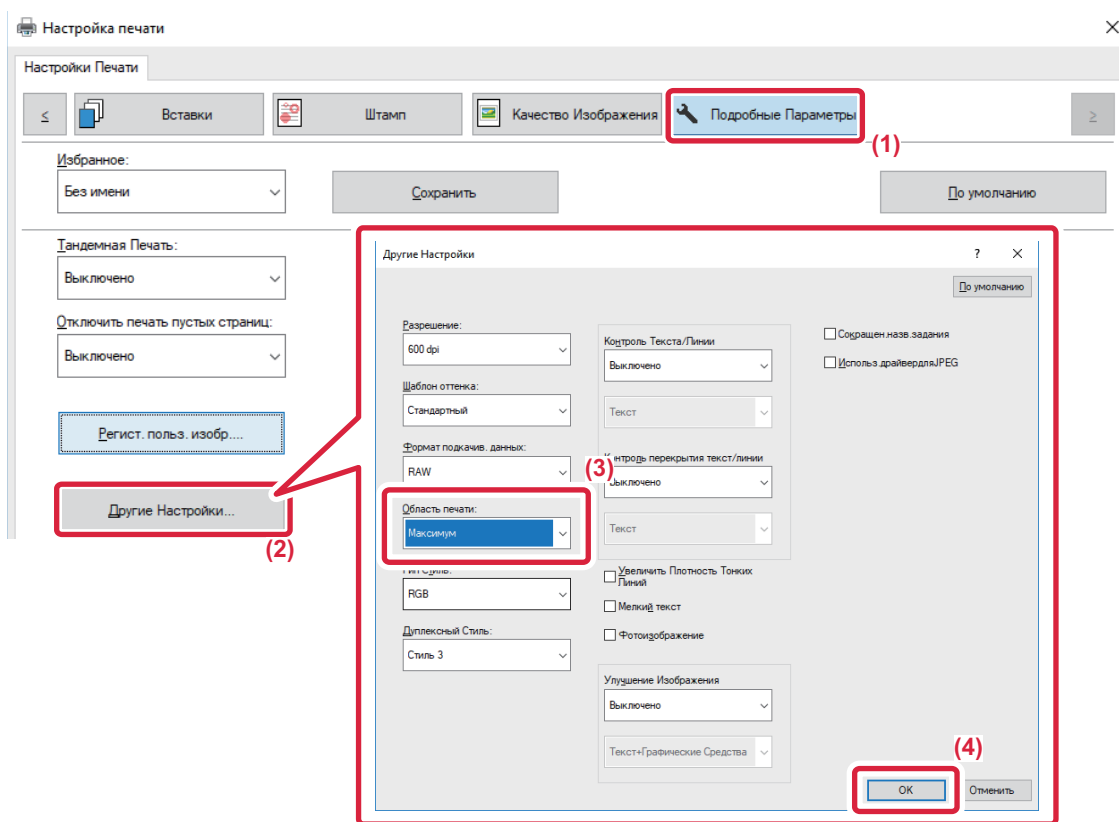 Настройка печати
Настройки Печати
<
Вставки
Штамп
Качество Изображения
Подробные Параметры
>
(1)
Избранное:
Без имени
Сохранить
По умолчанию
Тандемная Печать:
Выключено
Отключить печать пустых страниц:
Выключено
Регист. польз. изобр....
Другие Настройки...
(2)
Другие Настройки
?
По умолчанию
Разрешение:
600 dpi
Шаблон оттенка:
Стандартный
Формат подкачив. данных:
RAW
(3)
Область печати:
Максимум
RGB
Дуплексный Стиль:
Стиль 3
Контроль Текста/Линии
Выключено
Текст
Контроль перекрытия текст/линии
Выключено
Текст
Увеличить Плотность Тонких
Линий
Мелкий текст
Фотоизображение
Улучшение Изображения
Выключено
Текст+Графические Средства
Сокращен.назв.задания
Использ.драйвердляJPEG
(4)
OK
Отменить